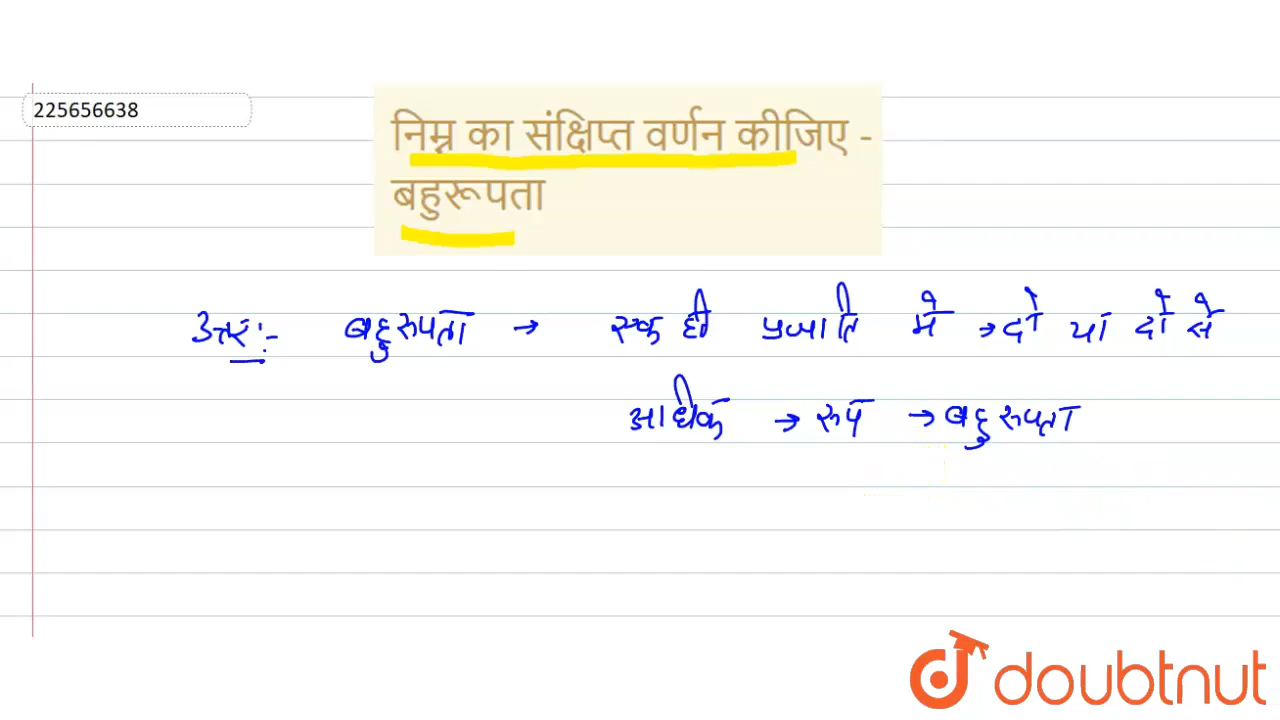 225656638
निम्न का संक्षिप्त वर्णन कीजिए -
बहुरूपता
उत्तर:- बहुरुपता → एक ही प्रजाति में → दो या दो से
अधिक → रुप → बहुरुपता
doubtnut